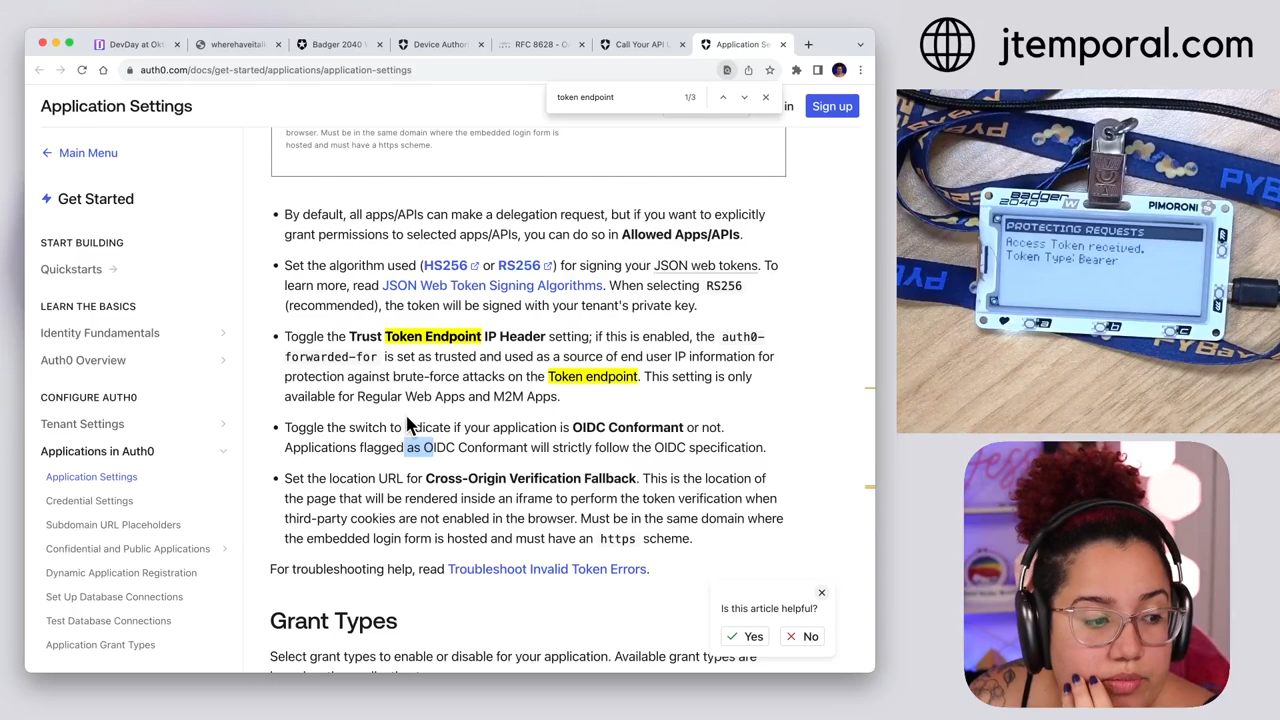 DevDay at Ok
wherehaveital
Badger 2040 W
Device Author
RFC 8628 - O
Call Your API U
Application Se
auth0.com/docs/get-started/applications/application-settings
jtemporal.com
Application Settings
token endpoint
1/3
in
Sign up
Main Menu
Get Started
START BUILDING
Quickstarts
LEARN THE BASICS
Identity Fundamentals
Auth0 Overview
CONFIGURE AUTH0
Tenant Settings
Applications in Auth0
Application Settings
Credential Settings
Subdomain URL Placeholders
Confidential and Public Applications
Dynamic Application Registration
Set Up Database Connections
Test Database Connections
Application Grant Types
browser. Must be in the same domain where the embedded login form is
hosted and must have a https scheme.
By default, all apps/APIs can make a delegation request, but if you want to explicitly
grant permissions to selected apps/APIs, you can do so in Allowed Apps/APIs.
Set the algorithm used (HS256 or RS256) for signing your JSON web tokens. To
learn more, read JSON Web Token Signing Algorithms. When selecting RS256
(recommended), the token will be signed with your tenant's private key.
Toggle the Trust Token Endpoint IP Header setting; if this is enabled, the auth0-
forwarded-for is set as trusted and used as a source of end user IP information for
protection against brute-force attacks on the Token endpoint. This setting is only
available for Regular Web Apps and M2M Apps.
Toggle the switch to indicate if your application is OIDC Conformant or not.
Applications flagged as OIDC Conformant will strictly follow the OIDC specification.
Set the location URL for Cross-Origin Verification Fallback. This is the location of
the page that will be rendered inside an iframe to perform the token verification when
third-party cookies are not enabled in the browser. Must be in the same domain where
the embedded login form is hosted and must have an https scheme.
For troubleshooting help, read Troubleshoot Invalid Token Errors.
Is this article helpful?
Yes
No
Grant Types
Select grant types to enable or disable for your application. Available grant types are
PYBay
badger
2040 W
PIMORONI
PROTECTING REQUESTS
Access Token received.
Token Type: Bearer
a
b
c